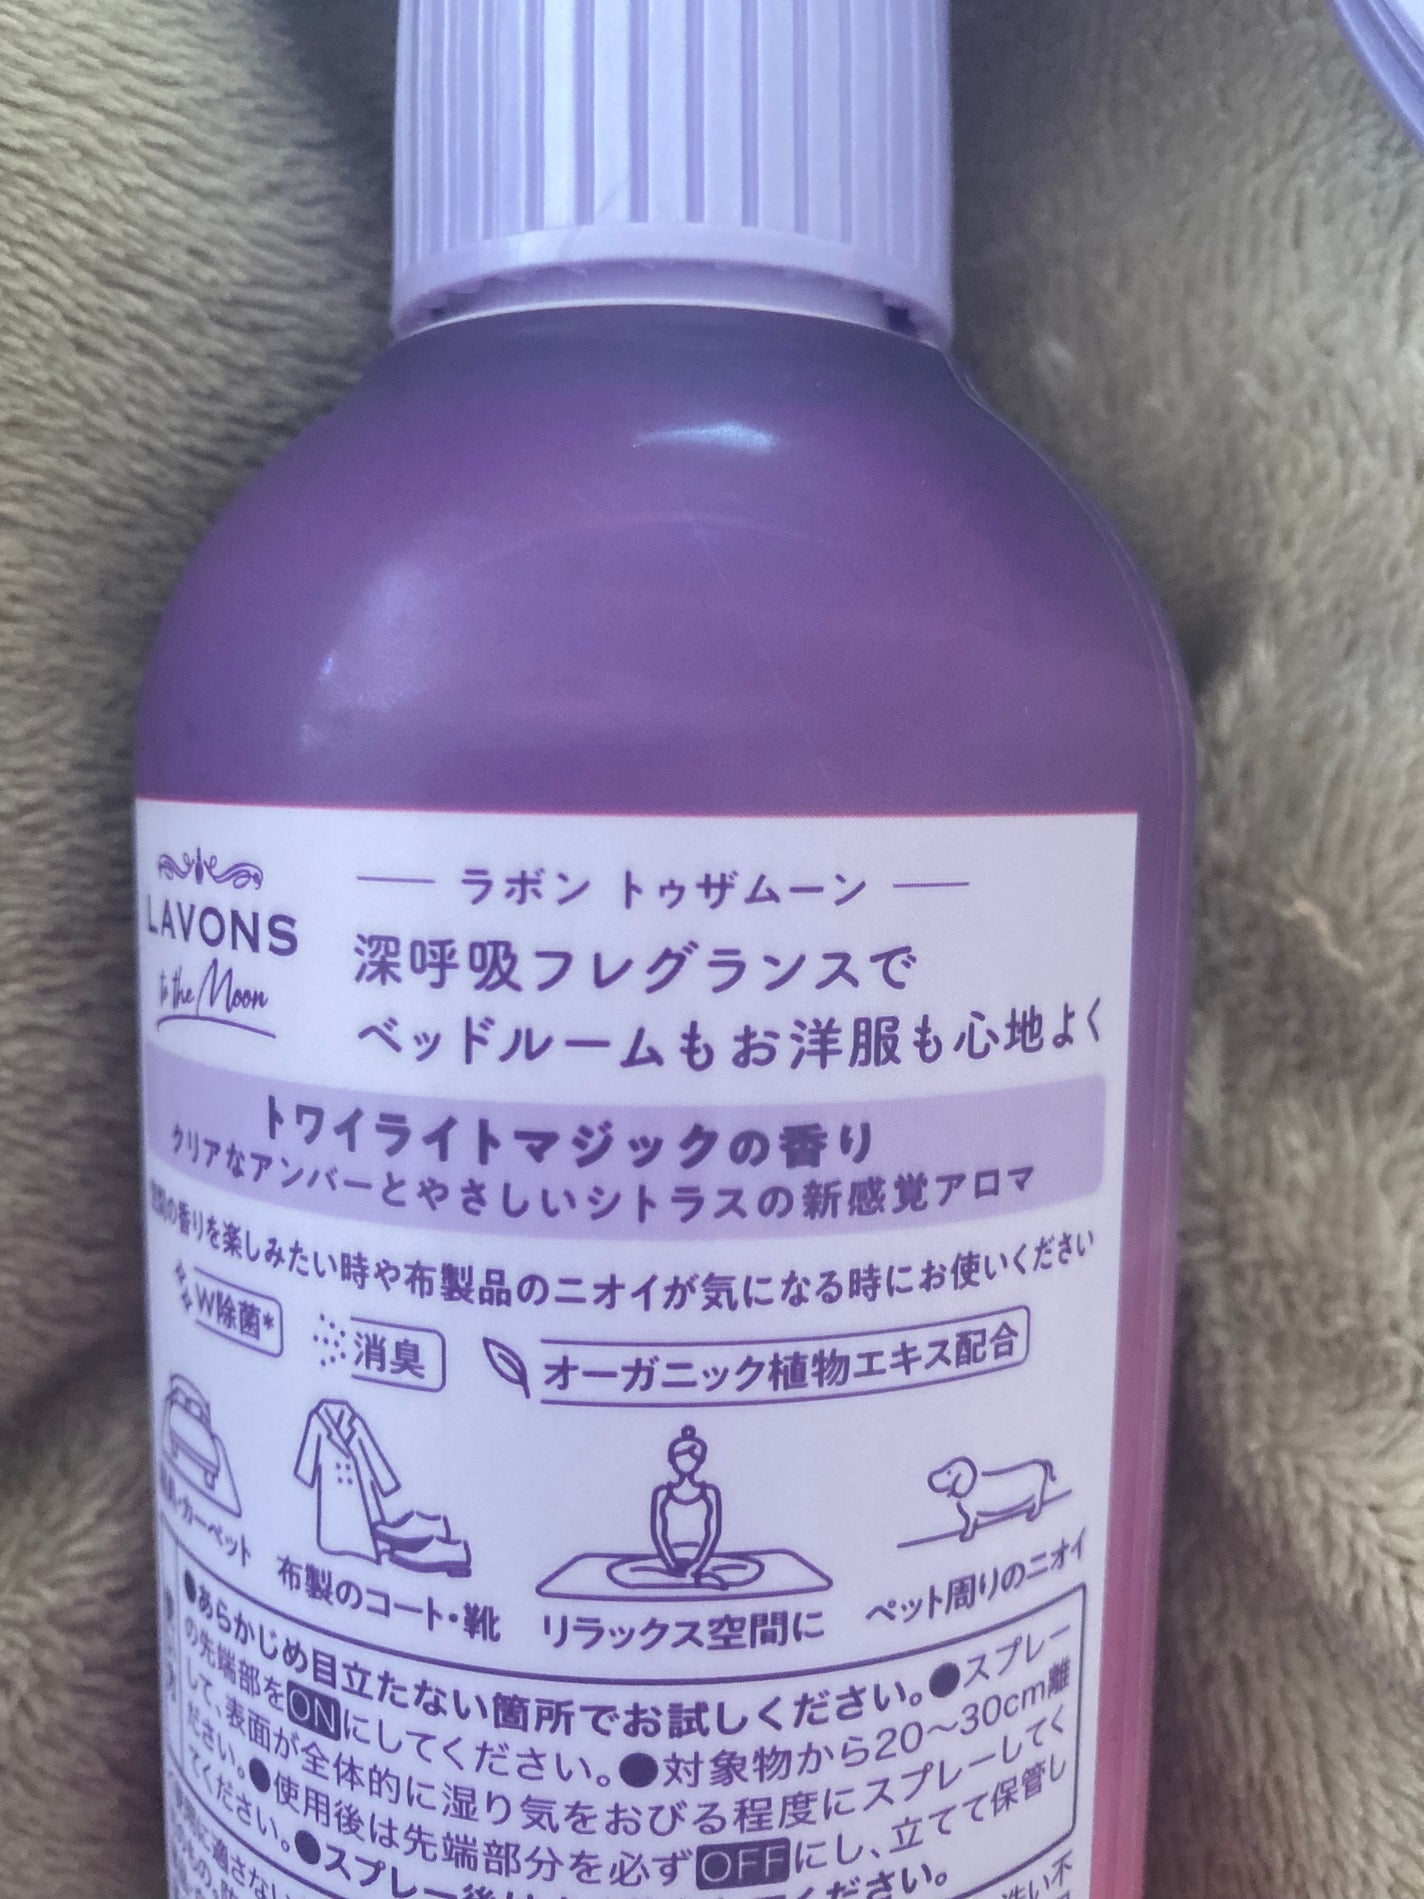 LAVONS
to the Moon
ラボン トゥザムーン
深呼吸フレグランスで
ベッドルームもお洋服も心地よく
トワイライトマジックの香り
クリアなアンバーとやさしいシトラスの新感覚アロマ
空間の香りを楽しみたい時や布製品のニオイが気になる時にお使いください
W除菌*
消臭
オーガニック植物エキス配合
カーペット
布製のコート・靴
リラックス空間に
ペット周りのニオイ
●あらかじめ目立たない箇所でお試しください。●スプレー
の先端部をONにしてください。●対象物から20〜30cm離
して、表面が全体的に湿り気をおびる程度にスプレーしてく
ださい。●使用後は先端部分を必ずOFFにし、立てて保管し
てください。●スプレー後は
ください。